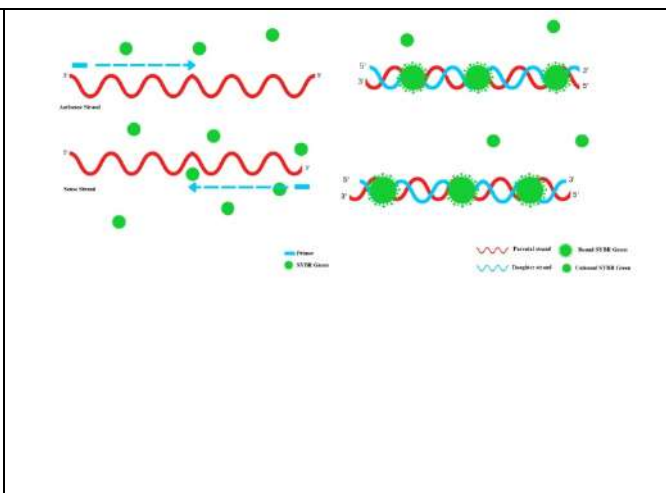 3' 5'
Antisense Strand
5' 3'
Sense Strand
Primer
SYBR Green
5' 3'
3' 5'
5' 3'
3' 5'
Parental strand Bound SYBR Green
Daughter strand Unbound SYBR Green